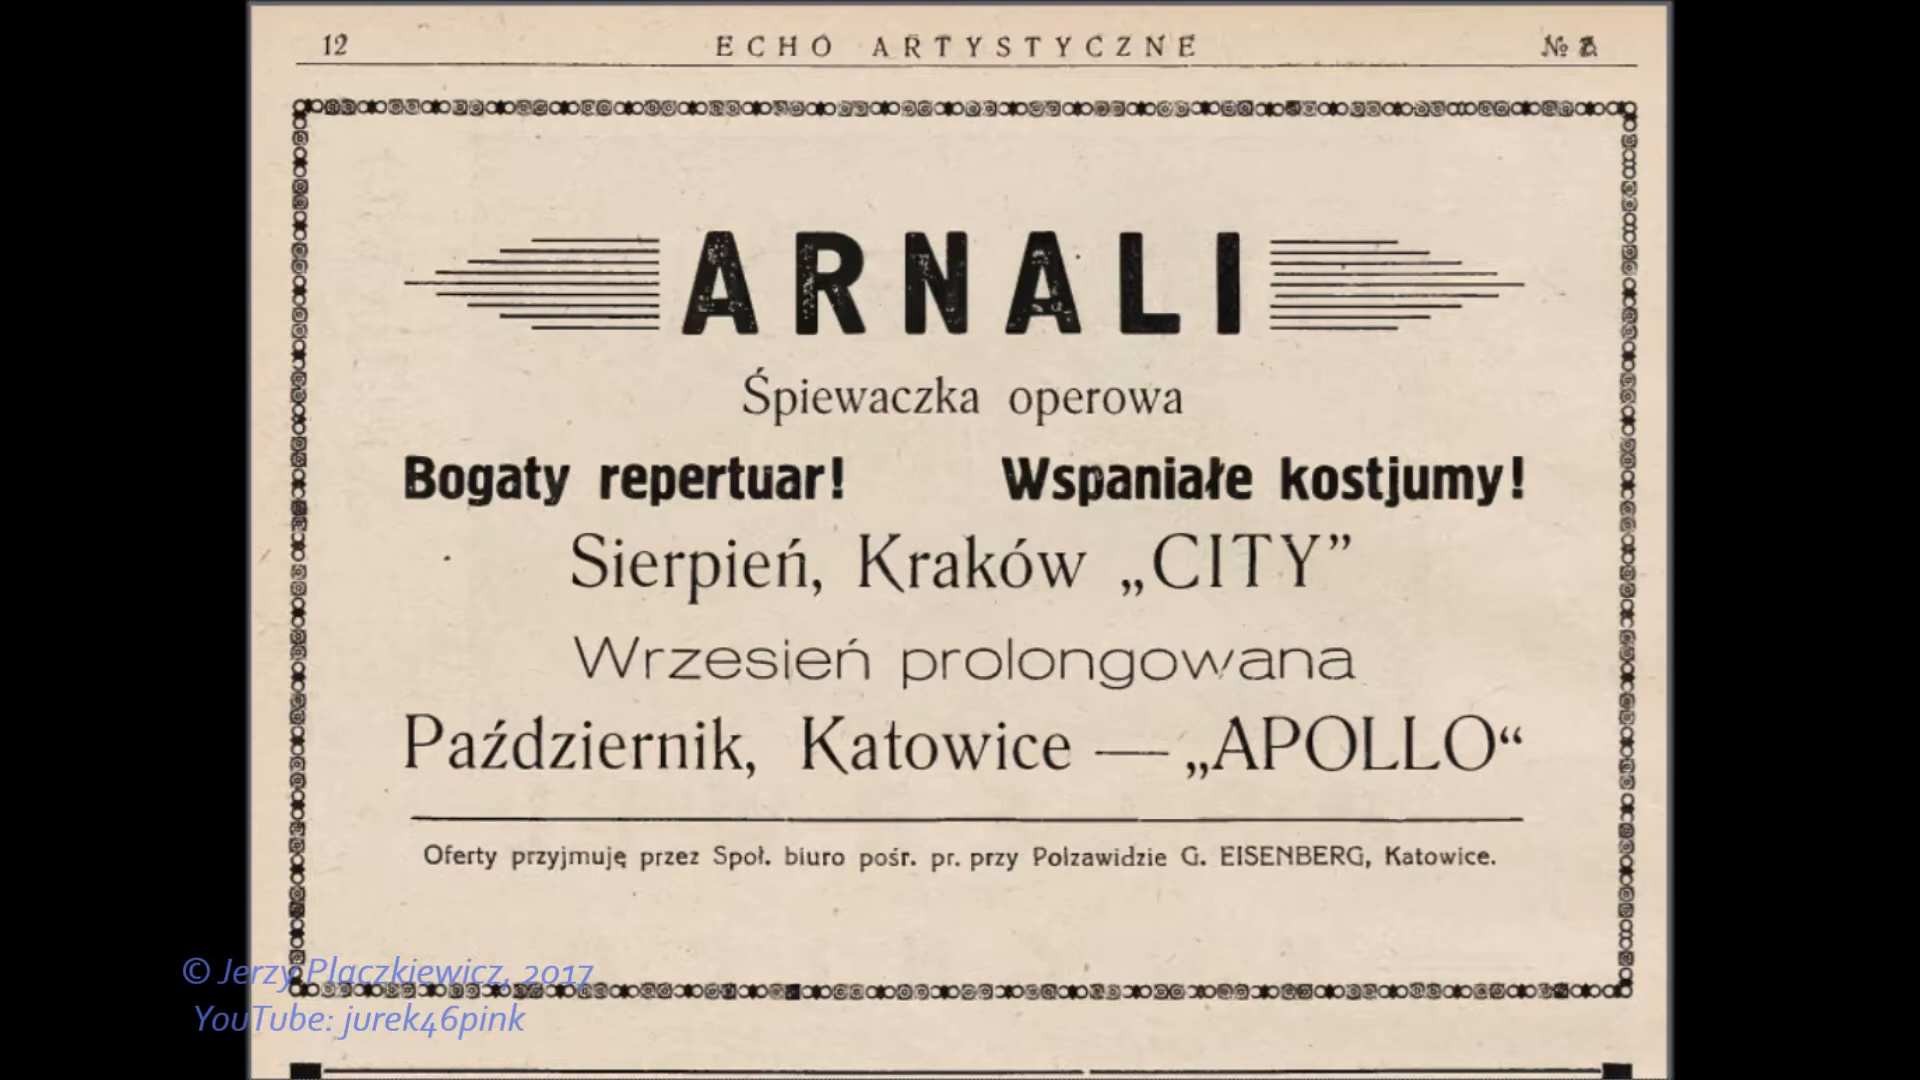 12 ECHO ARTYSTYCZNE №
ARNALI
Śpiewaczka operowa
Bogaty repertuar! Wspaniałe kostjumy!
Sierpień, Kraków „CITY”
Wrzesień prolongowana
Październik, Katowice — „APOLLO“
Oferty przyjmuję przez Społ. biuro pośr. pr. przy Polzawidzie G. EISENBERG, Katowice.
© Jerzy Płaczkiewicz, 2017
YouTube: jurek46pink